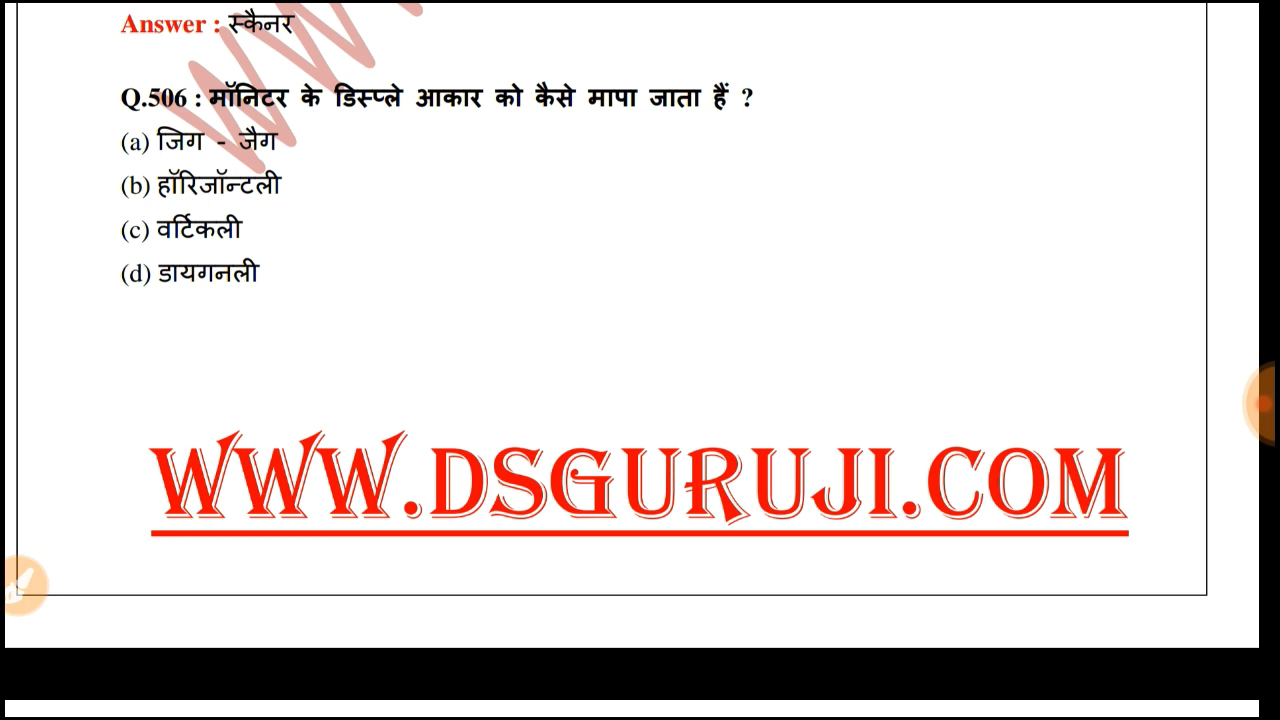 Answer : स्कैनर
Q.506 : मॉनिटर के डिस्प्ले आकार को कैसे मापा जाता हैं ?
(a) जिग - जैग
(b) हॉरिजॉन्टली
(c) वर्टिकली
(d) डायगनली
WWW.DSGURUJI.COM